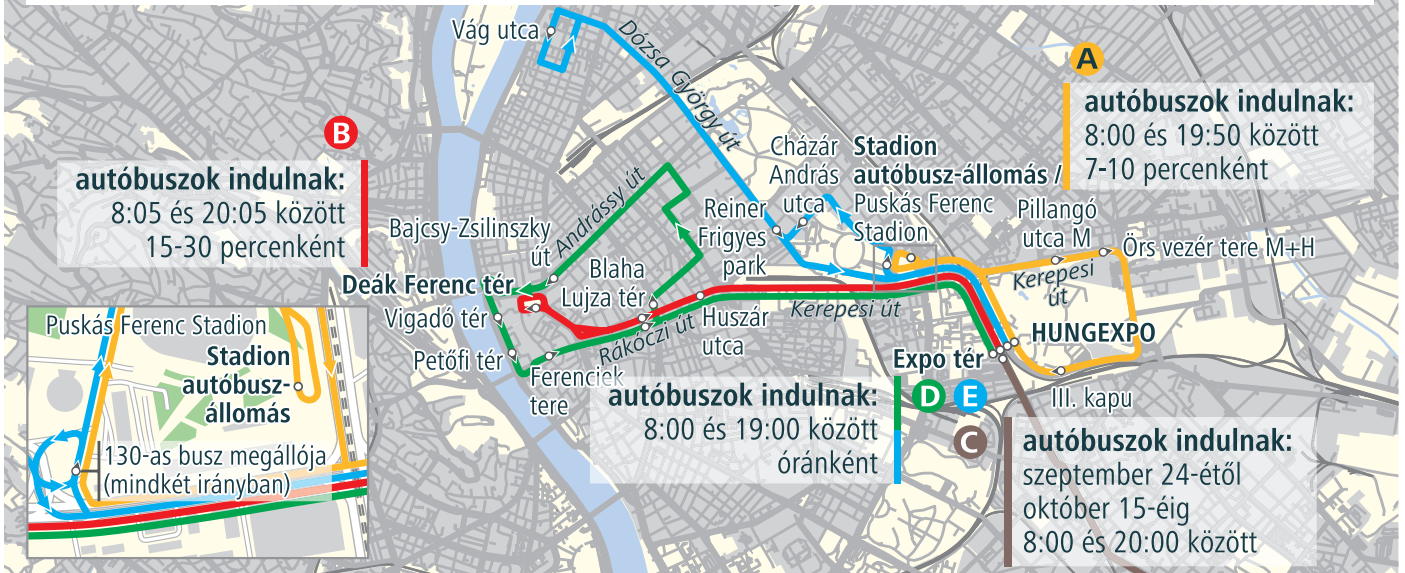 Vág utca
Dózsa György út
A
autóbuszok indulnak:
8:00 és 19:50 között
7-10 percenként
B
autóbuszok indulnak:
8:05 és 20:05 között
15-30 percenként
Cházár
András
utca
Stadion
autóbusz-állomás /
Puskás Ferenc
Stadion
Reiner
Frigyes
park
Pillangó
utca M
Örs vezér tere M+H
Kerepesi
út
Bajcsy-Zsilinszky
út
Andrássy út
Blaha
Lujza tér
Deák Ferenc tér
Vigadó tér
Petőfi tér
Ferenciek
tere
Rákóczi út
Huszár
utca
Kerepesi út
HUNGEXPO
Expo tér
III. kapu
D
E
autóbuszok indulnak:
8:00 és 19:00 között
óránként
C
autóbuszok indulnak:
szeptember 24-étől
október 15-éig
8:00 és 20:00 között
Puskás Ferenc Stadion
Stadion
autóbusz-
állomás
130-as busz megállója
(mindkét irányban)